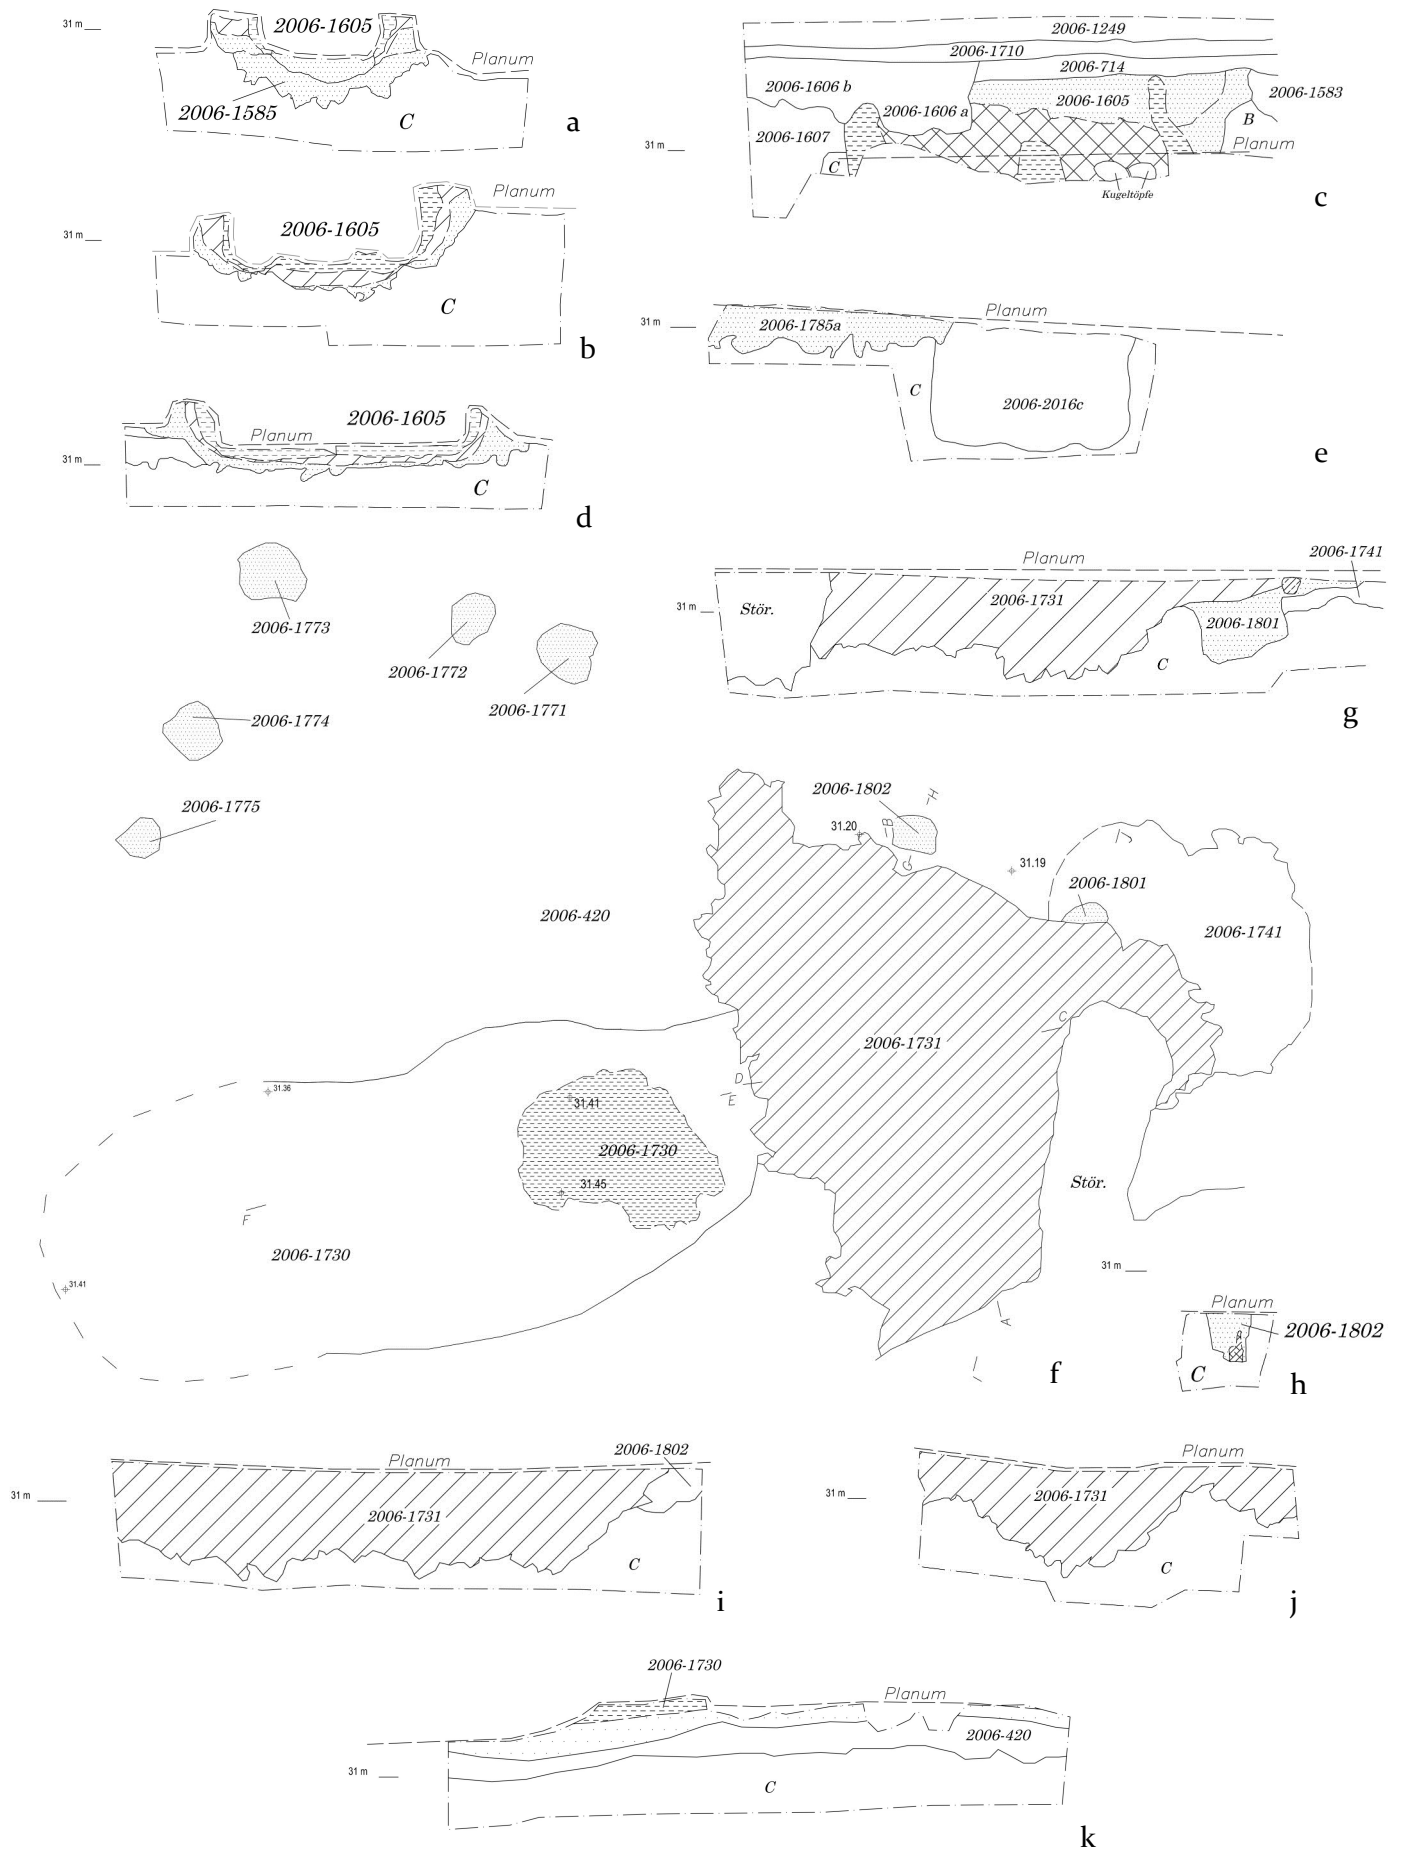 31 m
2006-1605
Planum
2006-1585
C
a
2006-1249
2006-1710
2006-714
2006-1606 b
2006-1606 a
2006-1605
2006-1583
B
2006-1607
31 m
Planum
C
Kugeltöpfe
c
Planum
31 m
2006-1605
C
b
Planum
31 m
2006-1785a
C
2006-2016c
e
2006-1605
Planum
31 m
C
d
2006-1773
2006-1772
2006-1771
2006-1774
2006-1775
Planum
2006-1741
31 m
Stör.
2006-1731
2006-1801
C
g
2006-1802
H
31.20
B
G
31.19
J
2006-1801
2006-420
2006-1741
C
2006-1731
31.36
D
E
31.41
2006-1730
31.45
Stör.
F
2006-1730
31.41
A
f
31 m
Planum
2006-1802
C
h
2006-1802
Planum
31 m
2006-1731
C
i
Planum
31 m
2006-1731
C
j
2006-1730
Planum
2006-420
31 m
C
k